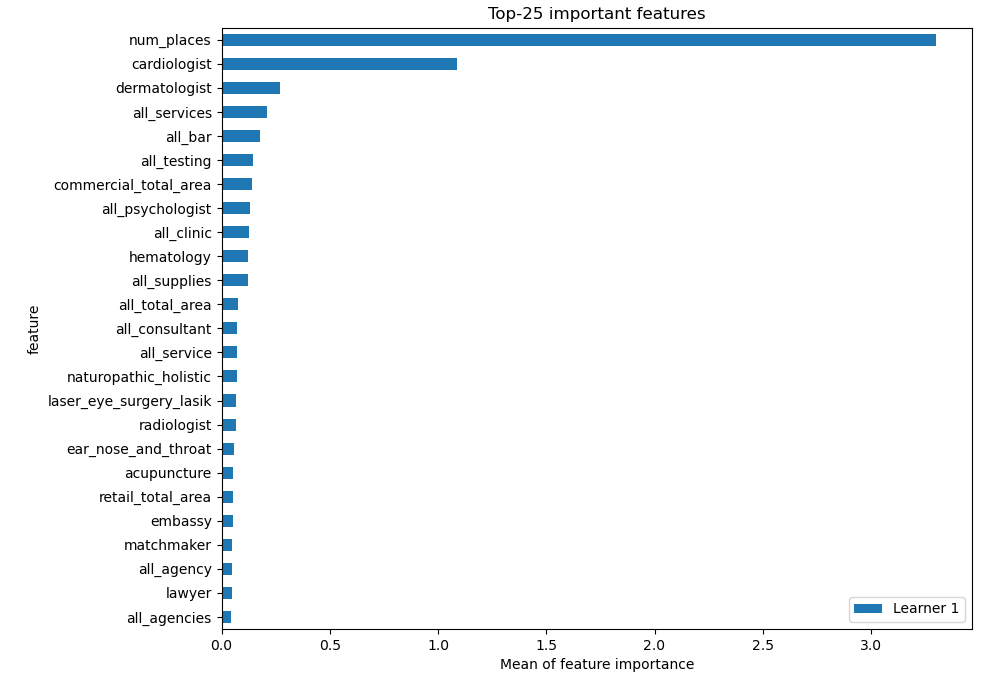 Top-25 important features
num_places
cardiologist
dermatologist
all_services
all_bar
all_testing
commercial_total_area
all_psychologist
all_clinic
hematology
all_supplies
all_total_area
all_consultant
all_service
naturopathic_holistic
laser_eye_surgery_lasik
radiologist
ear_nose_and_throat
acupuncture
retail_total_area
embassy
matchmaker
all_agency
lawyer
all_agencies
feature
Learner 1
0.0 0.5 1.0 1.5 2.0 2.5 3.0
Mean of feature importance